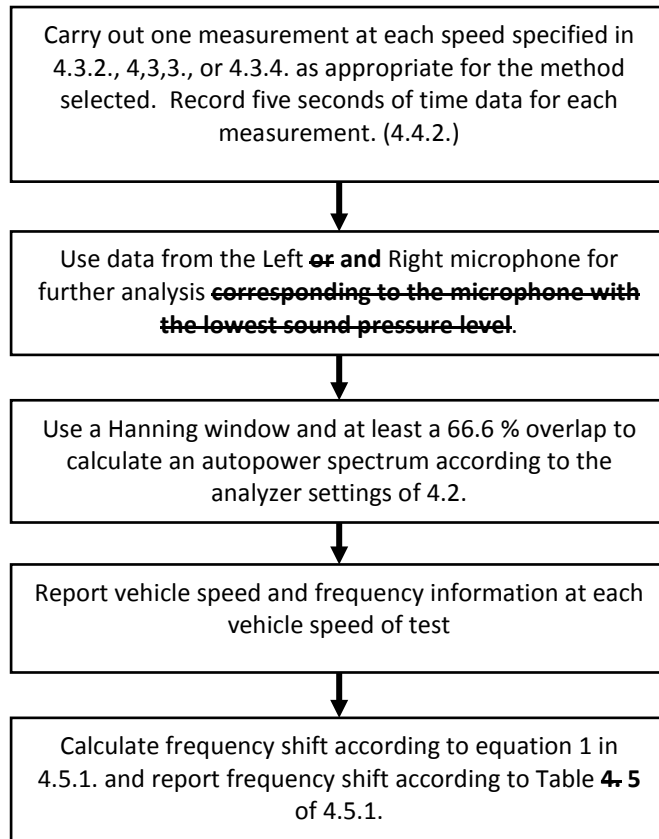 Carry out one measurement at each speed specified in
4.3.2., 4,3,3., or 4.3.4. as appropriate for the method
selected.  Record five seconds of time data for each
measurement. (4.4.2.)
Use data from the Left or and Right microphone for
further analysis corresponding to the microphone with
the lowest sound pressure level.
Use a Hanning window and at least a 66.6 % overlap to
calculate an autopower spectrum according to the
analyzer settings of 4.2.
Report vehicle speed and frequency information at each
vehicle speed of test
Calculate frequency shift according to equation 1 in
4.5.1. and report frequency shift according to Table 4. 5
of 4.5.1.